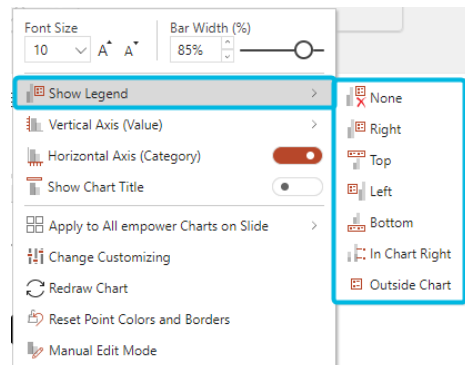 Font Size
Bar Width (%)
10
A
A
85%
Show Legend
Vertical Axis (Value)
Horizontal Axis (Category)
Show Chart Title
Apply to All empower Charts on Slide
Change Customizing
Redraw Chart
Reset Point Colors and Borders
Manual Edit Mode
None
Right
Top
Left
Bottom
In Chart Right
Outside Chart